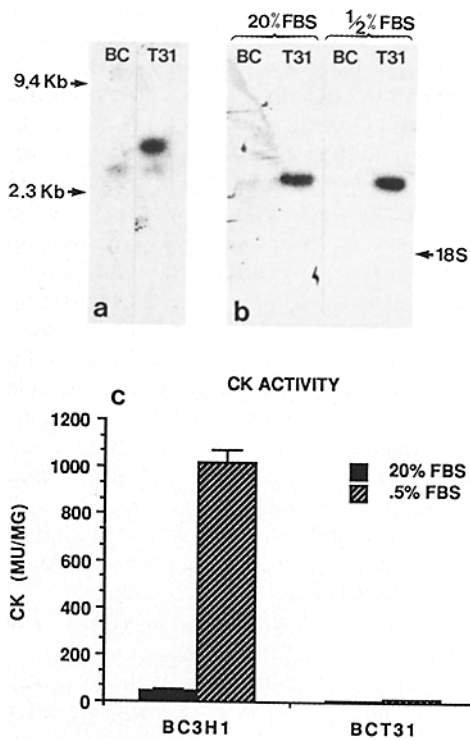 20%FBS ½%FBS
BC T31 BC T31 BC T31
9.4 Kb
2.3 Kb
18S
a b
c CK ACTIVITY
1200
1000
800
600
400
200
0
CK (MU/MG)
20% FBS
.5% FBS
BC3H1 BCT31